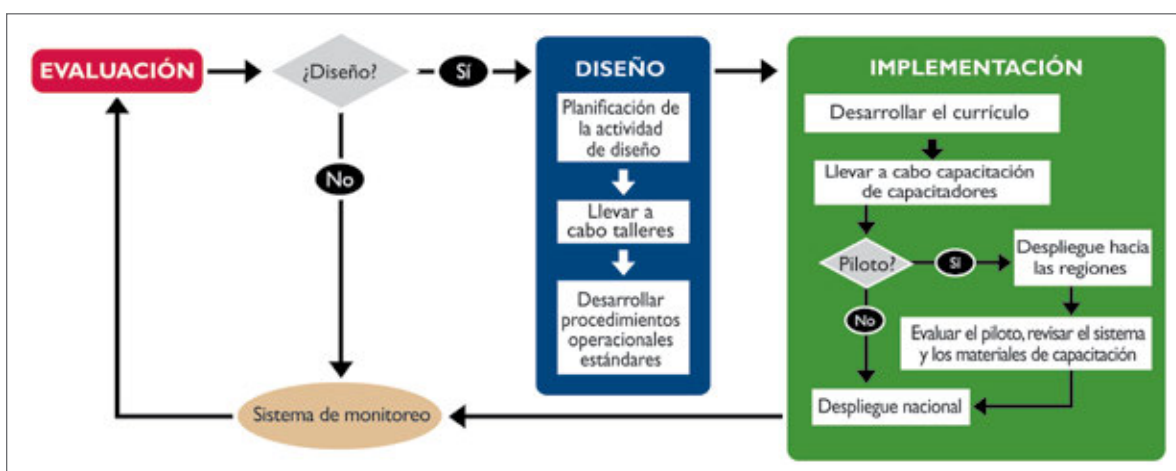 EVALUACIÓN
¿Diseño?
Sí
No
Sistema de monitoreo
DISEÑO
Planificación de
la actividad
de diseño
Llevar a
cabo talleres
Desarrollar
procedimientos
operacionales
estándares
IMPLEMENTACIÓN
Desarrollar el currículo
Llevar a cabo capacitación
de capacitadores
Piloto?
Sí
Despliegue hacia
las regiones
No
Evaluar el piloto, revisar el sistema
y los materiales de capacitación
Despliegue nacional